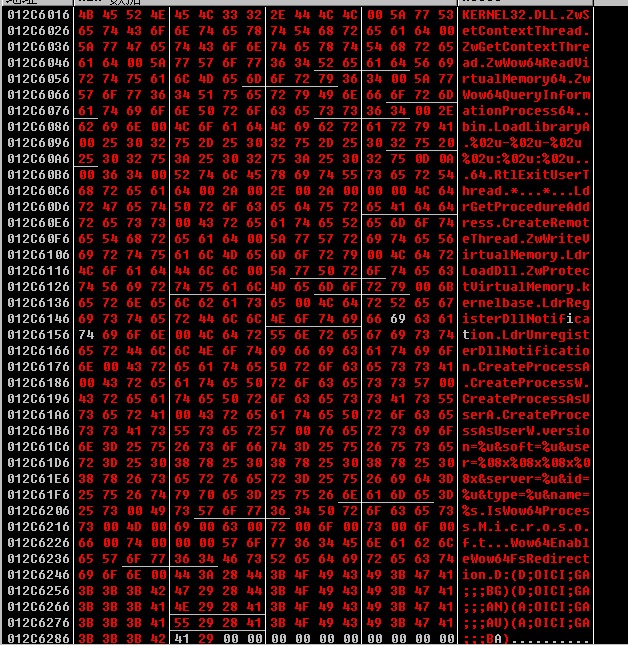 数据
012C6016 4B 45 52 4E 45 4C 33 32 2E 44 4C 4C 00 5A 77 53 KERNEL32.DLL.ZwS
012C6026 65 74 43 6F 6E 74 65 78 74 54 68 72 65 61 64 00 etContextThread.
012C6036 5A 77 47 65 74 43 6F 6E 74 65 78 74 54 68 72 65 ZwGetContextThre
012C6046 61 64 00 5A 77 57 6F 77 36 34 52 65 61 64 56 69 ad.ZwWow64ReadVi
012C6056 72 74 75 61 6C 4D 65 6D 6F 72 79 36 34 00 5A 77 rtualMemory64.Zw
012C6066 57 6F 77 36 34 51 75 65 72 79 49 6E 66 6F 72 6D Wow64QueryInform
012C6076 61 74 69 6F 6E 50 72 6F 63 65 73 73 36 34 00 2E ationProcess64..
012C6086 62 69 6E 00 4C 6F 61 64 4C 69 62 72 61 72 79 41 bin.LoadLibraryA
012C6096 00 25 30 32 75 2D 25 30 32 75 2D 25 30 32 75 20 .%02u-%02u-%02u
012C60A6 25 30 32 75 3A 25 30 32 75 3A 25 30 32 75 0D 0A %02u:%02u:%02u..
012C60B6 00 36 34 00 52 74 6C 45 78 69 74 55 73 65 72 54 .64.RtlExitUserT
012C60C6 68 72 65 61 64 00 2A 00 2E 00 2A 00 00 00 4C 64 hread.*...*...Ld
012C60D6 72 47 65 74 50 72 6F 63 65 64 75 72 65 41 64 64 rGetProcedureAdd
012C60E6 72 65 73 73 00 43 72 65 61 74 65 52 65 6D 6F 74 ress.CreateRemot
012C60F6 65 54 68 72 65 61 64 00 5A 77 57 72 69 74 65 56 eThread.ZwWriteV
012C6106 69 72 74 75 61 6C 4D 65 6D 6F 72 79 00 4C 64 72 irtualMemory.Ldr
012C6116 4C 6F 61 64 44 6C 6C 00 5A 77 50 72 6F 74 65 63 LoadDll.ZwProtec
012C6126 74 56 69 72 74 75 61 6C 4D 65 6D 6F 72 79 00 6B tVirtualMemory.k
012C6136 65 72 6E 65 6C 62 61 73 65 00 4C 64 72 52 65 67 ernelbase.LdrReg
012C6146 69 73 74 65 72 44 6C 6C 4E 6F 74 69 66 69 63 61 isterDllNotifica
012C6156 74 69 6F 6E 00 4C 64 72 55 6E 72 65 67 69 73 74 tion.LdrUnregist
012C6166 65 72 44 6C 6C 4E 6F 74 69 66 69 63 61 74 69 6F erDllNotificatio
012C6176 6E 00 43 72 65 61 74 65 50 72 6F 63 65 73 73 41 n.CreateProcessA
012C6186 00 43 72 65 61 74 65 50 72 6F 63 65 73 73 57 00 .CreateProcessW.
012C6196 43 72 65 61 74 65 50 72 6F 63 65 73 73 41 73 55 CreateProcessAsU
012C61A6 73 65 72 41 00 43 72 65 61 74 65 50 72 6F 63 65 serA.CreateProce
012C61B6 73 73 41 73 55 73 65 72 57 00 76 65 72 73 69 6F ssAsUserW.versio
012C61C6 6E 3D 25 75 26 73 6F 66 74 3D 25 75 26 75 73 65 n=%u&soft=%u&use
012C61D6 72 3D 25 30 38 78 25 30 38 78 25 30 38 78 25 30 r=%08x%08x%08x%0
012C61E6 38 78 26 73 65 72 76 65 72 3D 25 75 26 69 64 3D 8x&server=%u&id=
012C61F6 25 75 26 74 79 70 65 3D 25 75 26 6E 61 6D 65 3D %u&type=%u&name=
012C6206 25 73 00 49 73 57 6F 77 36 34 50 72 6F 63 65 73 %s.IsWow64Proces
012C6216 73 00 4D 00 69 00 63 00 72 00 6F 00 73 00 6F 00 s.M.i.c.r.o.s.o.
012C6226 66 00 74 00 00 00 57 6F 77 36 34 45 6E 61 62 6C f.t...Wow64Enabl
012C6236 65 57 6F 77 36 34 46 73 52 65 64 69 72 65 63 74 eWow64FsRedirect
012C6246 69 6F 6E 00 44 3A 28 44 3B 4F 49 43 49 3B 47 41 ion.D:(D;OICI;GA
012C6256 3B 3B 3B 42 47 29 28 44 3B 4F 49 43 49 3B 47 41 ;;;BG)(D;OICI;GA
012C6266 3B 3B 3B 41 4E 29 28 41 3B 4F 49 43 49 3B 47 41 ;;;AN)(A;OICI;GA
012C6276 3B 3B 3B 41 55 29 28 41 3B 4F 49 43 49 3B 47 41 ;;;AU)(A;OICI;GA
012C6286 3B 3B 3B 42 41 29 00 00 00 00 00 00 00 00 00 00 ;;;BA)..........